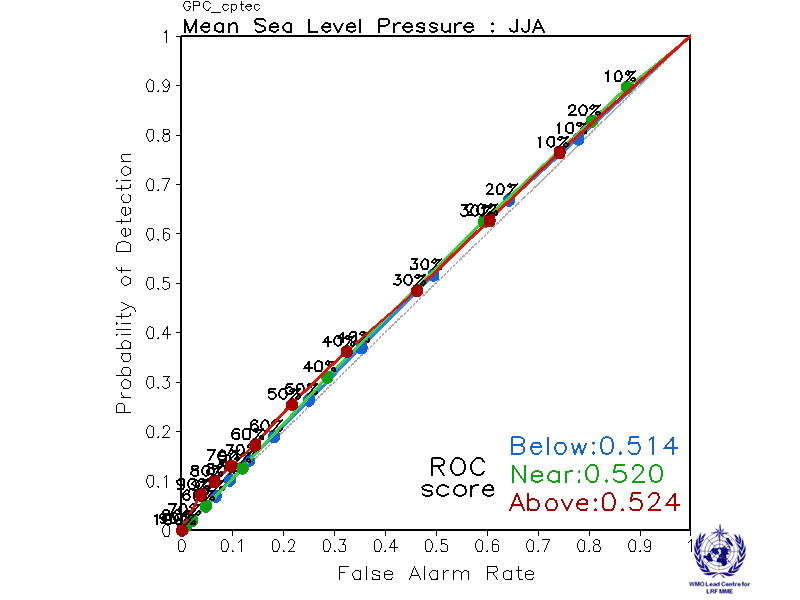 GPC_cptec
Mean Sea Level Pressure : JJA
1
0.9
0.8
0.7
0.6
0.5
0.4
0.3
0.2
0.1
0
Probability of Detection
10%
20%
10%
10%
20%
30%
30%
30%
40%
40%
50%
60%
60%
70%
ROC
score
Below:0.514
Near:0.520
Above:0.524
0 0.1 0.2 0.3 0.4 0.5 0.6 0.7 0.8 0.9 1
False Alarm Rate
WMO Lead Centre for
LRF MME